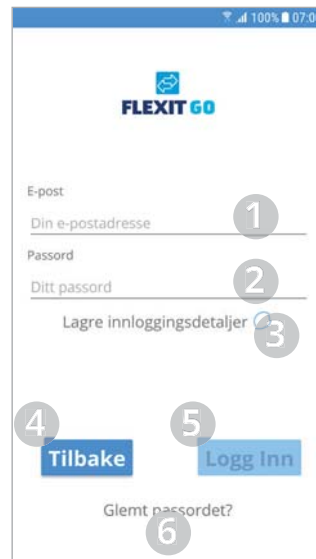 100% 07:0
FLEXIT GO
E-post
Din e-postadresse
1
Passord
Ditt passord
2
Lagre innloggingsdetaljer
3
4
5
Tilbake
Logg Inn
Glemt passordet?
6